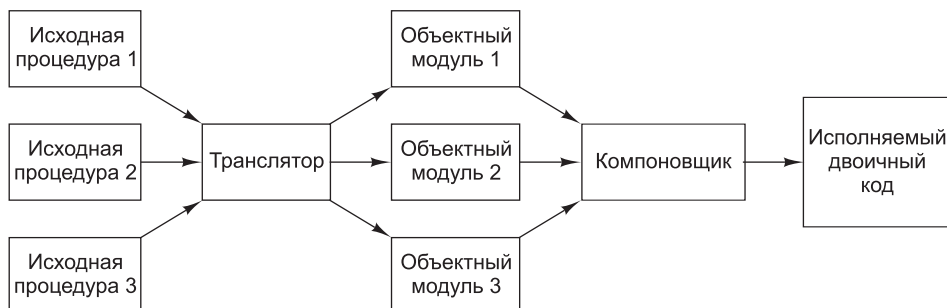 Исходная
процедура 1
Исходная
процедура 2
Исходная
процедура 3
Транслятор
Объектный
модуль 1
Объектный
модуль 2
Объектный
модуль 3
Компоновщик
Исполняемый
двоичный
код